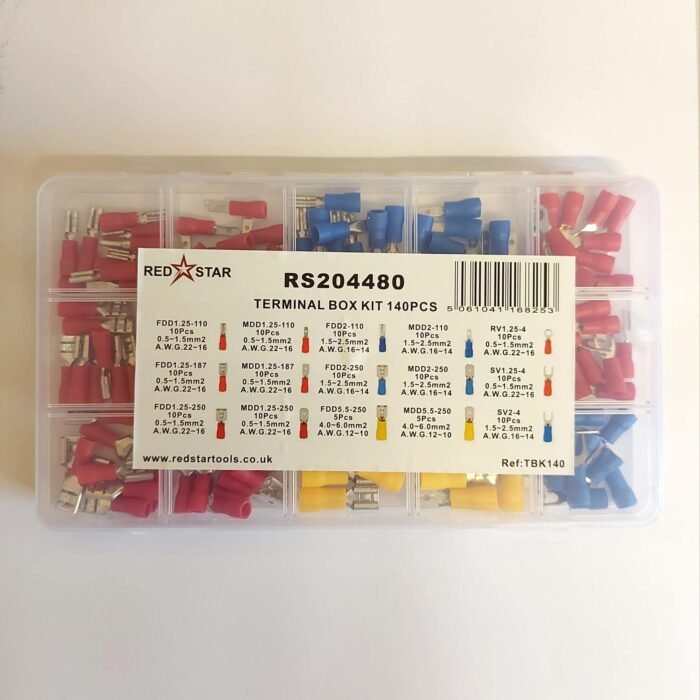 RED STAR
RS204480
TERMINAL BOX KIT 140PCS
5 061041 168253
FDD1.25-110
10Pcs
0.5~1.5mm2
A.W.G.22~16
MDD1.25-110
10Pcs
0.5~1.5mm2
A.W.G.22~16
FDD2-110
10Pcs
1.5~2.5mm2
A.W.G.16~14
MDD2-110
10Pcs
1.5~2.5mm2
A.W.G.16~14
RV1.25-4
10Pcs
0.5~1.5mm2
A.W.G.22~16
FDD1.25-187
10Pcs
0.5~1.5mm2
A.W.G.22~16
MDD1.25-187
10Pcs
0.5~1.5mm2
A.W.G.22~16
FDD2-250
10Pcs
1.5~2.5mm2
A.W.G.16~14
MDD2-250
10Pcs
1.5~2.5mm2
A.W.G.16~14
SV1.25-4
10Pcs
0.5~1.5mm2
A.W.G.22~16
FDD1.25-250
10Pcs
0.5~1.5mm2
A.W.G.22~16
MDD1.25-250
10Pcs
0.5~1.5mm2
A.W.G.22~16
FDD5.5-250
5Pcs
4.0~6.0mm2
A.W.G.12~10
MDD5.5-250
5Pcs
4.0~6.0mm2
A.W.G.12~10
SV2-4
10Pcs
1.5~2.5mm2
A.W.G.16~14
www.redstartools.co.uk
Ref:TBK140